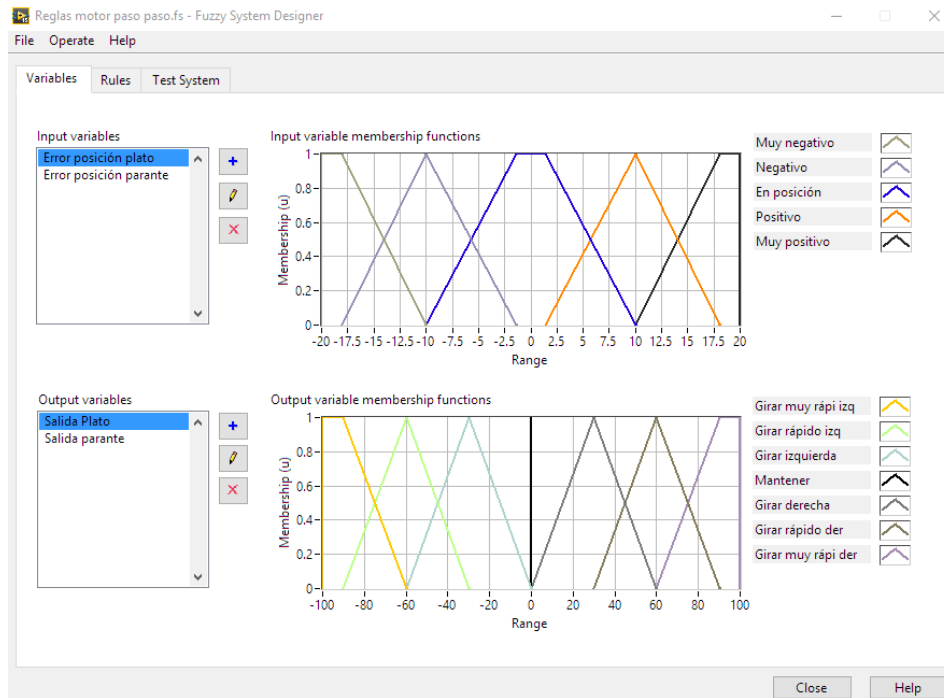 Reglas motor paso paso.fs - Fuzzy System Designer
File Operate Help
Variables Rules Test System
Input variables
Error posición plato
Error posición parante
Input variable membership functions
Membership (u)
1
0.8
0.6
0.4
0.2
0
-20 -17.5 -15 -12.5 -10 -7.5 -5 -2.5 0 2.5 5 7.5 10 12.5 15 17.5 20
Range
Muy negativo
Negativo
En posición
Positivo
Muy positivo
Output variables
Salida Plato
Salida parante
Output variable membership functions
Membership (u)
1
0.8
0.6
0.4
0.2
0
-100 -80 -60 -40 -20 0 20 40 60 80 100
Range
Girar muy rápi izq
Girar rápido izq
Girar izquierda
Mantener
Girar derecha
Girar rápido der
Girar muy rápi der
Close Help